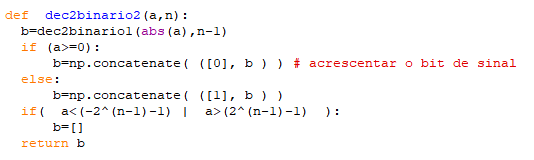 def  dec2binario2(a,n):
  b=dec2binario1(abs(a),n-1)
  if (a>=0):
      b=np.concatenate( ([0], b ) ) # acrescentar o bit de sinal
  else:
      b=np.concatenate( ([1], b ) )
  if(  a<(-2^(n-1)-1) |  a>(2^(n-1)-1)  ):
      b=[]
  return b